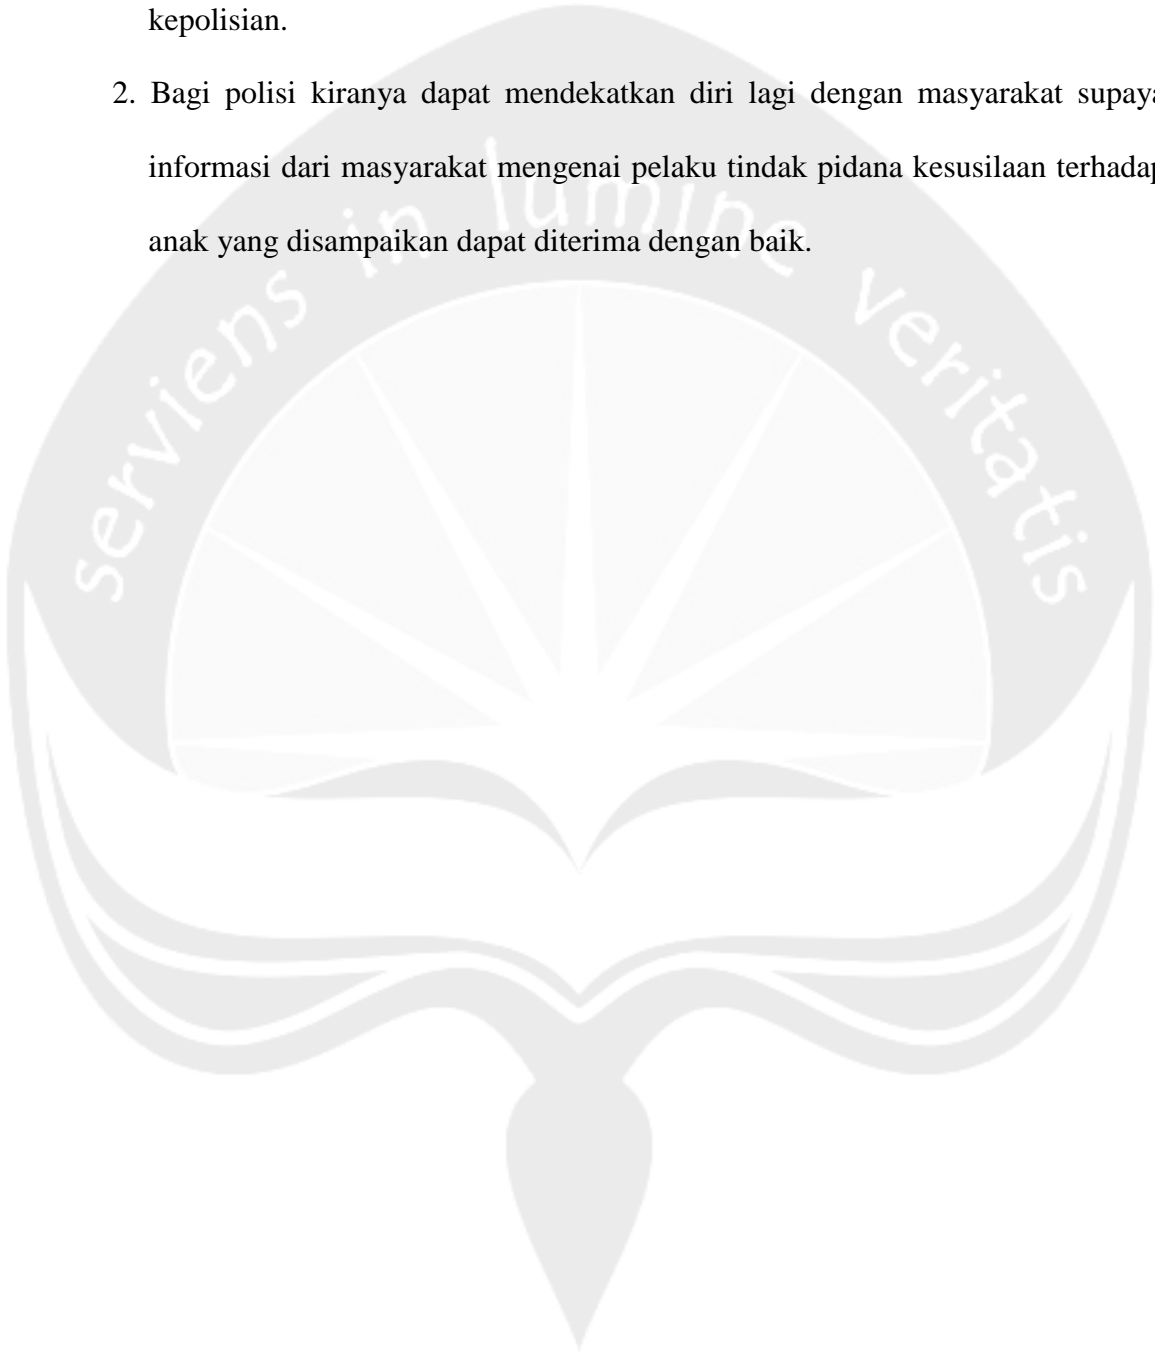 kepolisian.
2. Bagi polisi kiranya dapat mendekatkan diri lagi dengan masyarakat supaya
informasi dari masyarakat mengenai pelaku tindak pidana kesusilaan terhadap
anak yang disampaikan dapat diterima dengan baik.
serviens in lumine veritatis